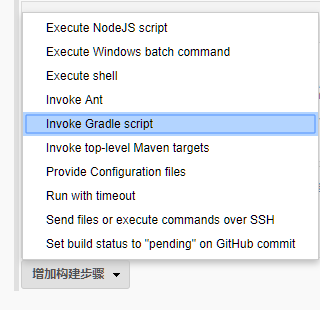 Execute NodeJS script
Execute Windows batch command
Execute shell
Invoke Ant
Invoke Gradle script
Invoke top-level Maven targets
Provide Configuration files
Run with timeout
Send files or execute commands over SSH
Set build status to "pending" on GitHub commit
增加构建步骤